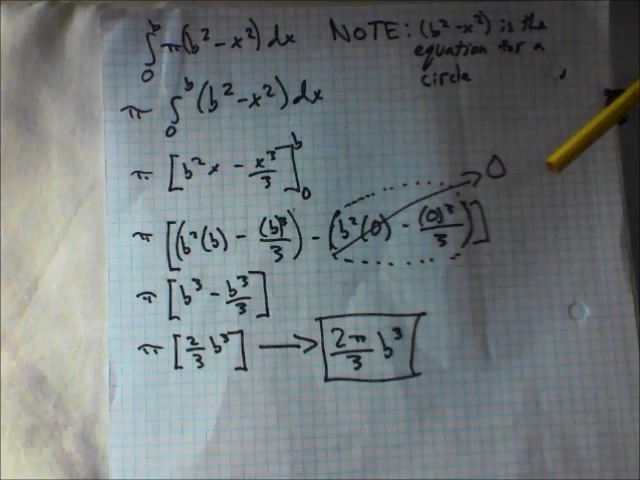 ∫₀ᵇ π(b² - x²) dx
NOTE: (b² - x²) is the
equation for a
circle
π ∫₀ᵇ (b² - x²) dx
π [b²x - x³/3]₀ᵇ
π [(b²(b) - (b)³/3) - (b²(0) - (0)³/3)] → 0
π [b³ - b³/3]
π [2/3 b³] → 2π/3 b³